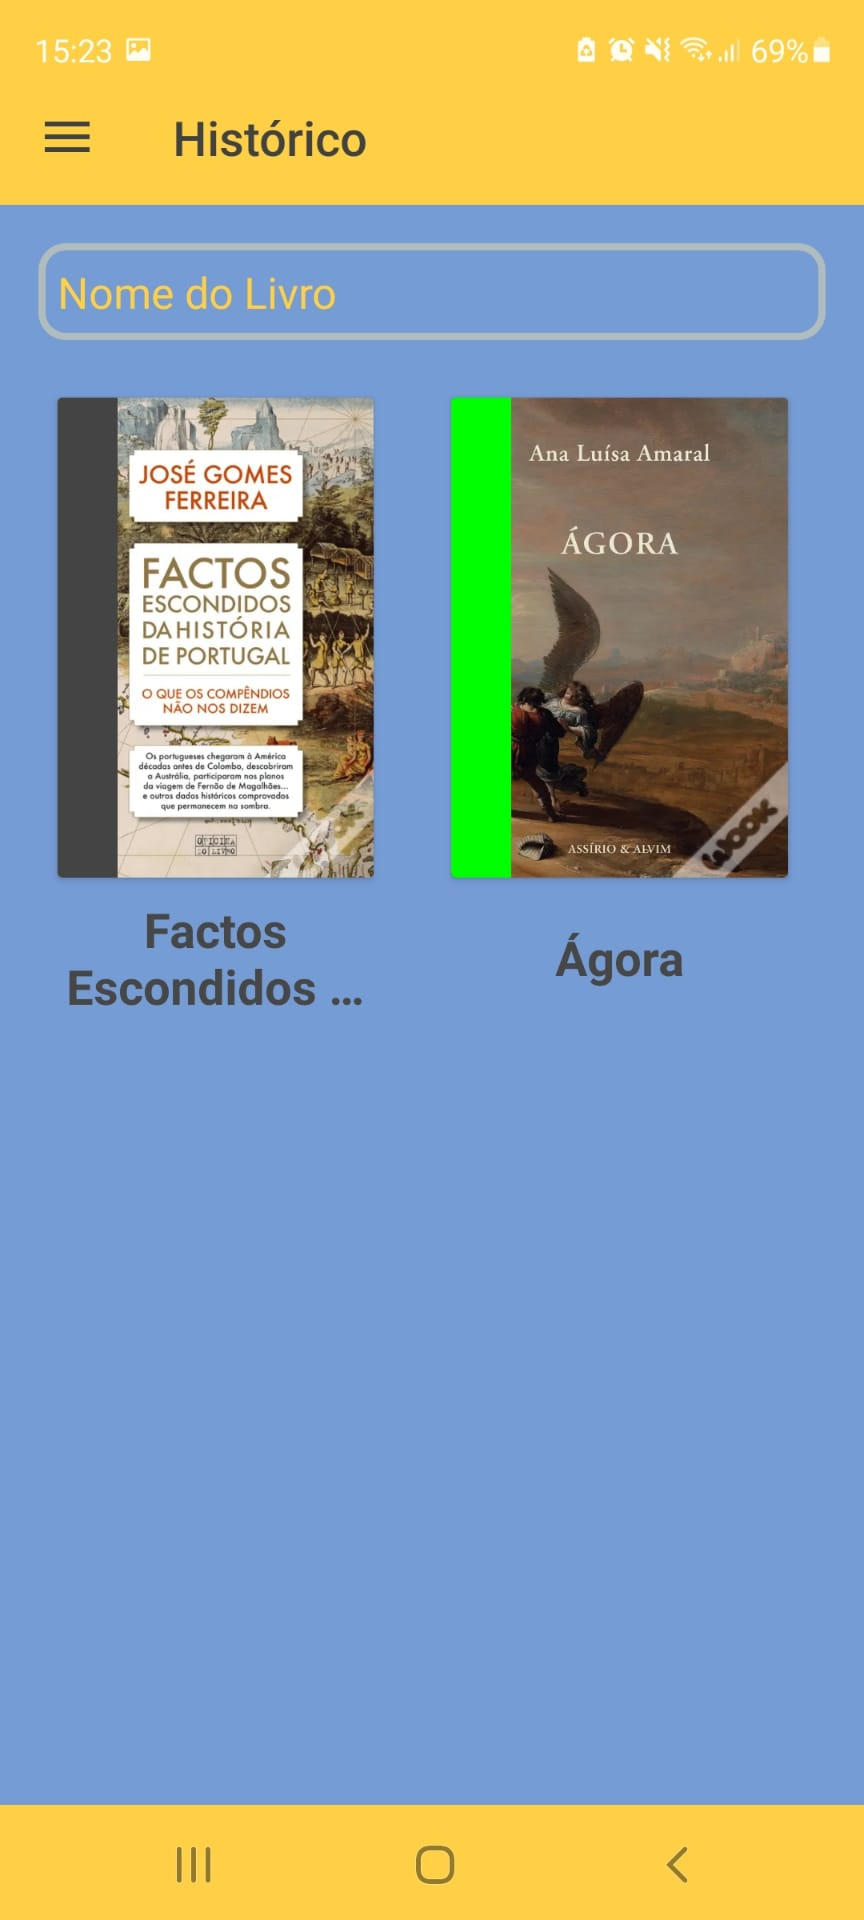 15:23
69%
Histórico
Nome do Livro
JOSÉ GOMES
FERREIRA
FACTOS
ESCONDIDOS
DA HISTÓRIA
DE PORTUGAL
O QUE OS COMPÊNDIOS
NÃO NOS DIZEM
Os portugueses chegaram à América
décadas antes de Colombo, descobriram
a Austrália, participaram nos planos
da viagem de Fernão de Magalhães...
e outros dados históricos comprovados
que permanecem na sombra.
OFICINA
DO LIVRO
Factos
Escondidos ...
Ana Luísa Amaral
ÁGORA
ASSÍRIO & ALVIM
WOOK
Ágora